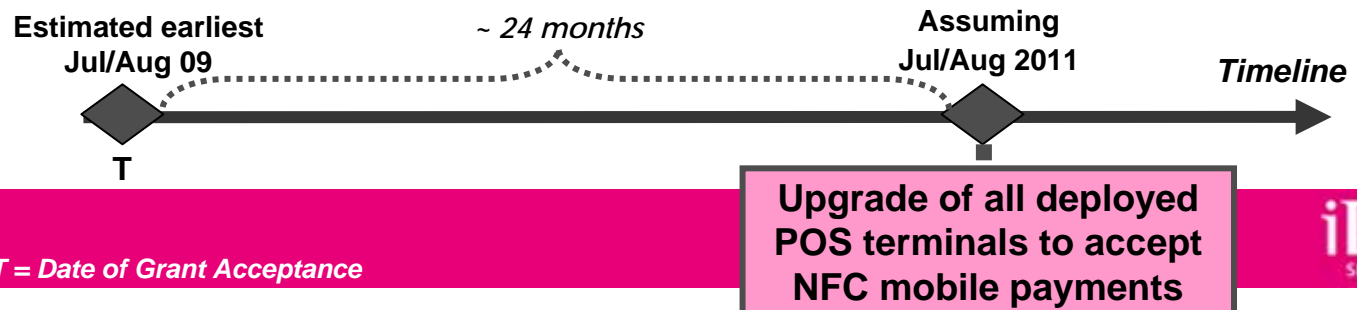 Estimated earliest
Jul/Aug 09
~ 24 months
Assuming
Jul/Aug 2011
Timeline
T
Upgrade of all deployed
POS terminals to accept
NFC mobile payments
T = Date of Grant Acceptance